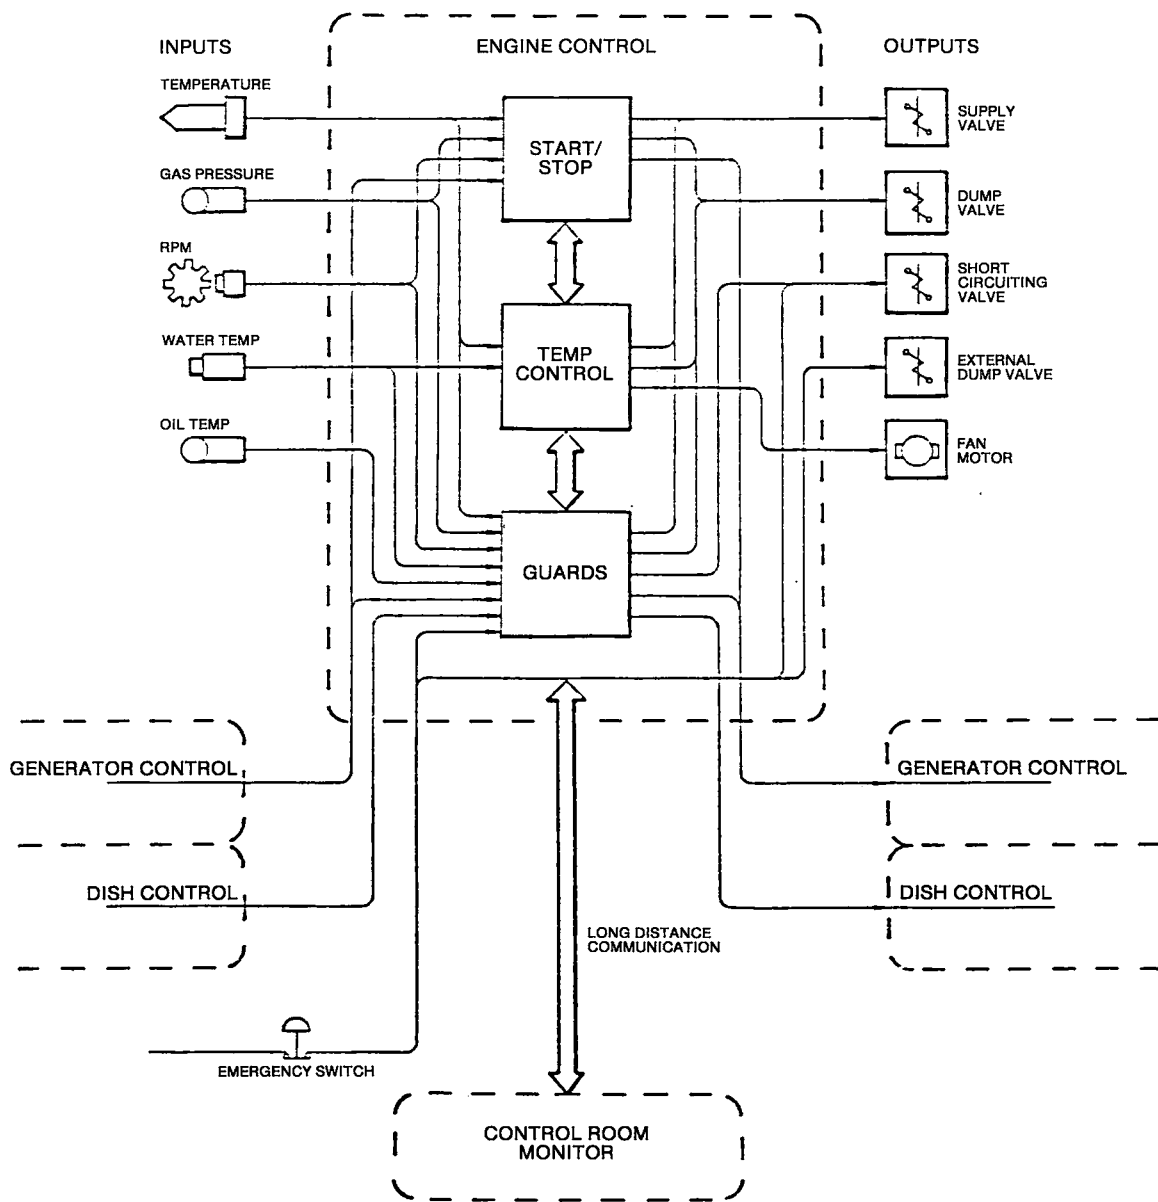 INPUTS
ENGINE CONTROL
OUTPUTS
TEMPERATURE
GAS PRESSURE
RPM
WATER TEMP
OIL TEMP
START/
STOP
TEMP
CONTROL
GUARDS
SUPPLY
VALVE
DUMP
VALVE
SHORT
CIRCUITING
VALVE
EXTERNAL
DUMP VALVE
FAN
MOTOR
GENERATOR CONTROL
GENERATOR CONTROL
DISH CONTROL
DISH CONTROL
LONG DISTANCE
COMMUNICATION
EMERGENCY SWITCH
CONTROL ROOM
MONITOR